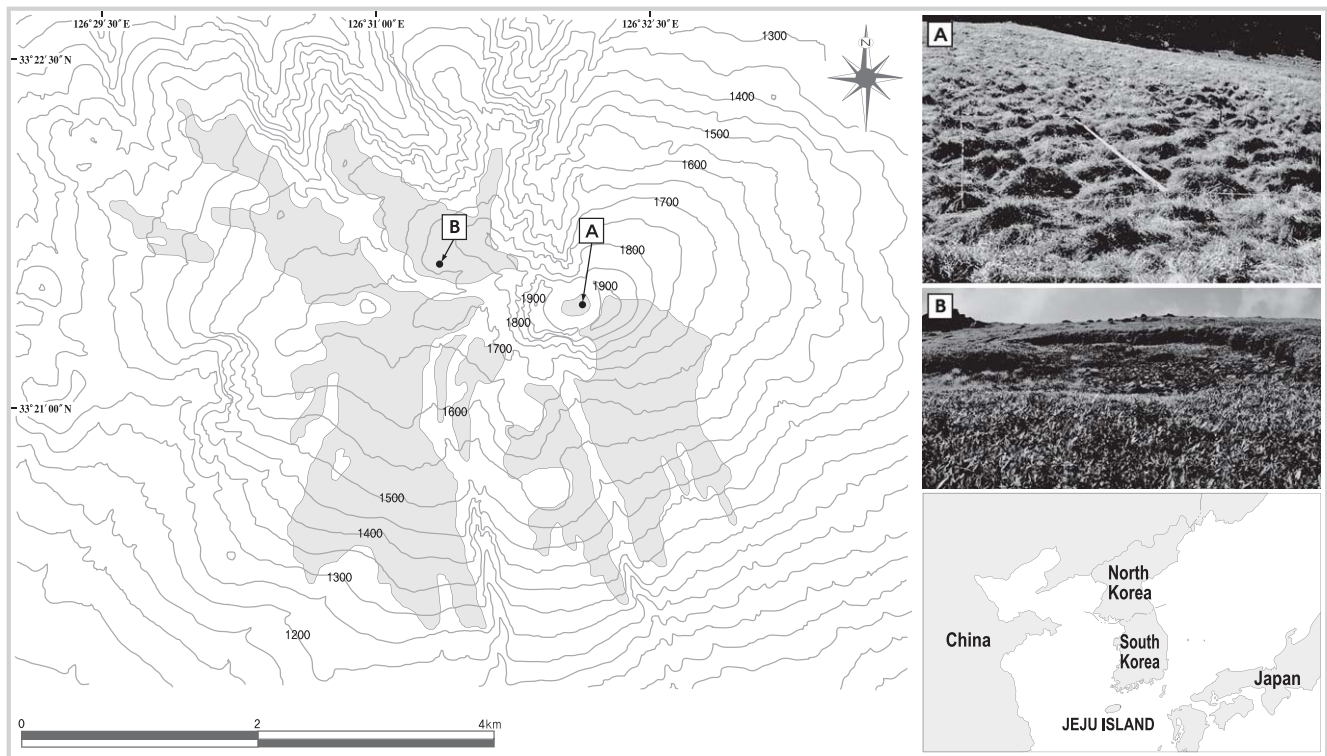 126°29′30″E
126°31′00″E
126°32′30″E
33°22′30″N
33°21′00″N
N
1300
1400
1500
1600
1700
1800
1900
B
A
1900
1800
1700
1600
1500
1400
1300
1200
0
2
4km
A
B
North
Korea
China
South
Korea
Japan
JEJU ISLAND